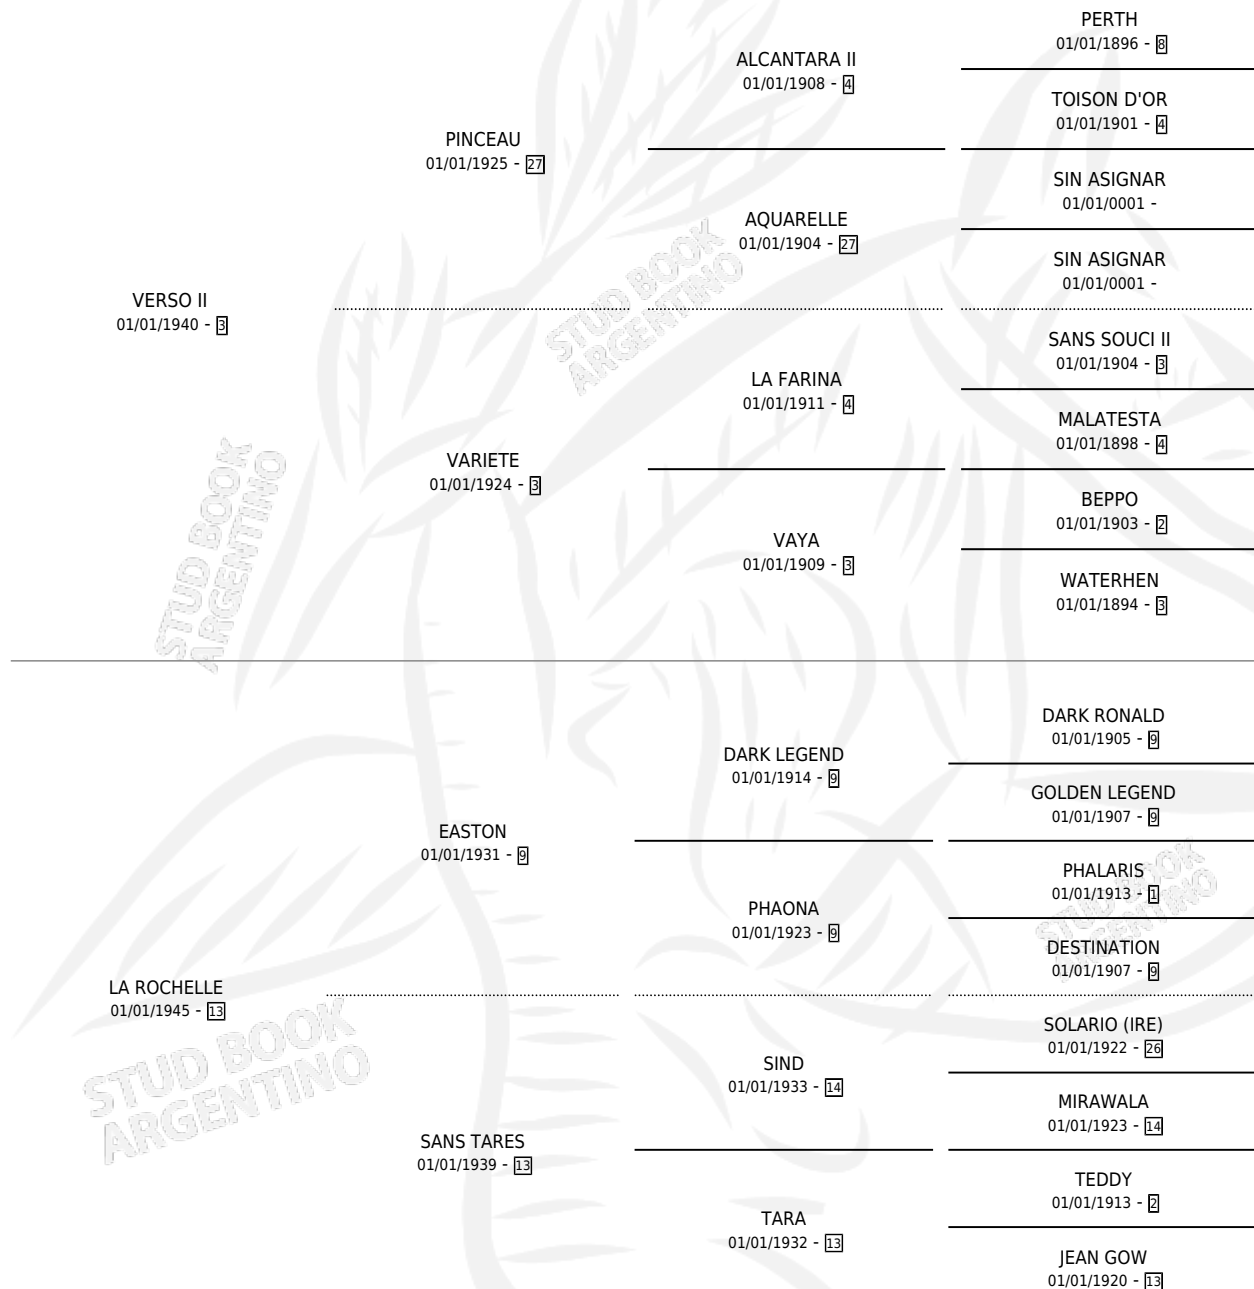 PERTH
01/01/1896 - 8
ALCANTARA II
01/01/1908 - 4
TOISON D'OR
01/01/1901 - 4
PINCEAU
01/01/1925 - 27
SIN ASIGNAR
01/01/0001 -
AQUARELLE
01/01/1904 - 27
SIN ASIGNAR
01/01/0001 -
VERSO II
01/01/1940 - 3
SANS SOUCI II
01/01/1904 - 3
LA FARINA
01/01/1911 - 4
MALATESTA
01/01/1898 - 4
VARIETE
01/01/1924 - 3
BEPPO
01/01/1903 - 2
VAYA
01/01/1909 - 3
WATERHEN
01/01/1894 - 3
DARK RONALD
01/01/1905 - 9
DARK LEGEND
01/01/1914 - 9
GOLDEN LEGEND
01/01/1907 - 9
EASTON
01/01/1931 - 9
PHALARIS
01/01/1913 - 1
PHAONA
01/01/1923 - 9
DESTINATION
01/01/1907 - 9
LA ROCHELLE
01/01/1945 - 13
SOLARIO (IRE)
01/01/1922 - 26
SIND
01/01/1933 - 14
MIRAWALA
01/01/1923 - 14
SANS TARES
01/01/1939 - 13
TEDDY
01/01/1913 - 2
TARA
01/01/1932 - 13
JEAN GOW
01/01/1920 - 13
STUD BOOK
ARGENTINO
STUD BOOK
ARGENTINO
STUD BOOK
ARGENTINO
STUD BOOK
ARGENTINO